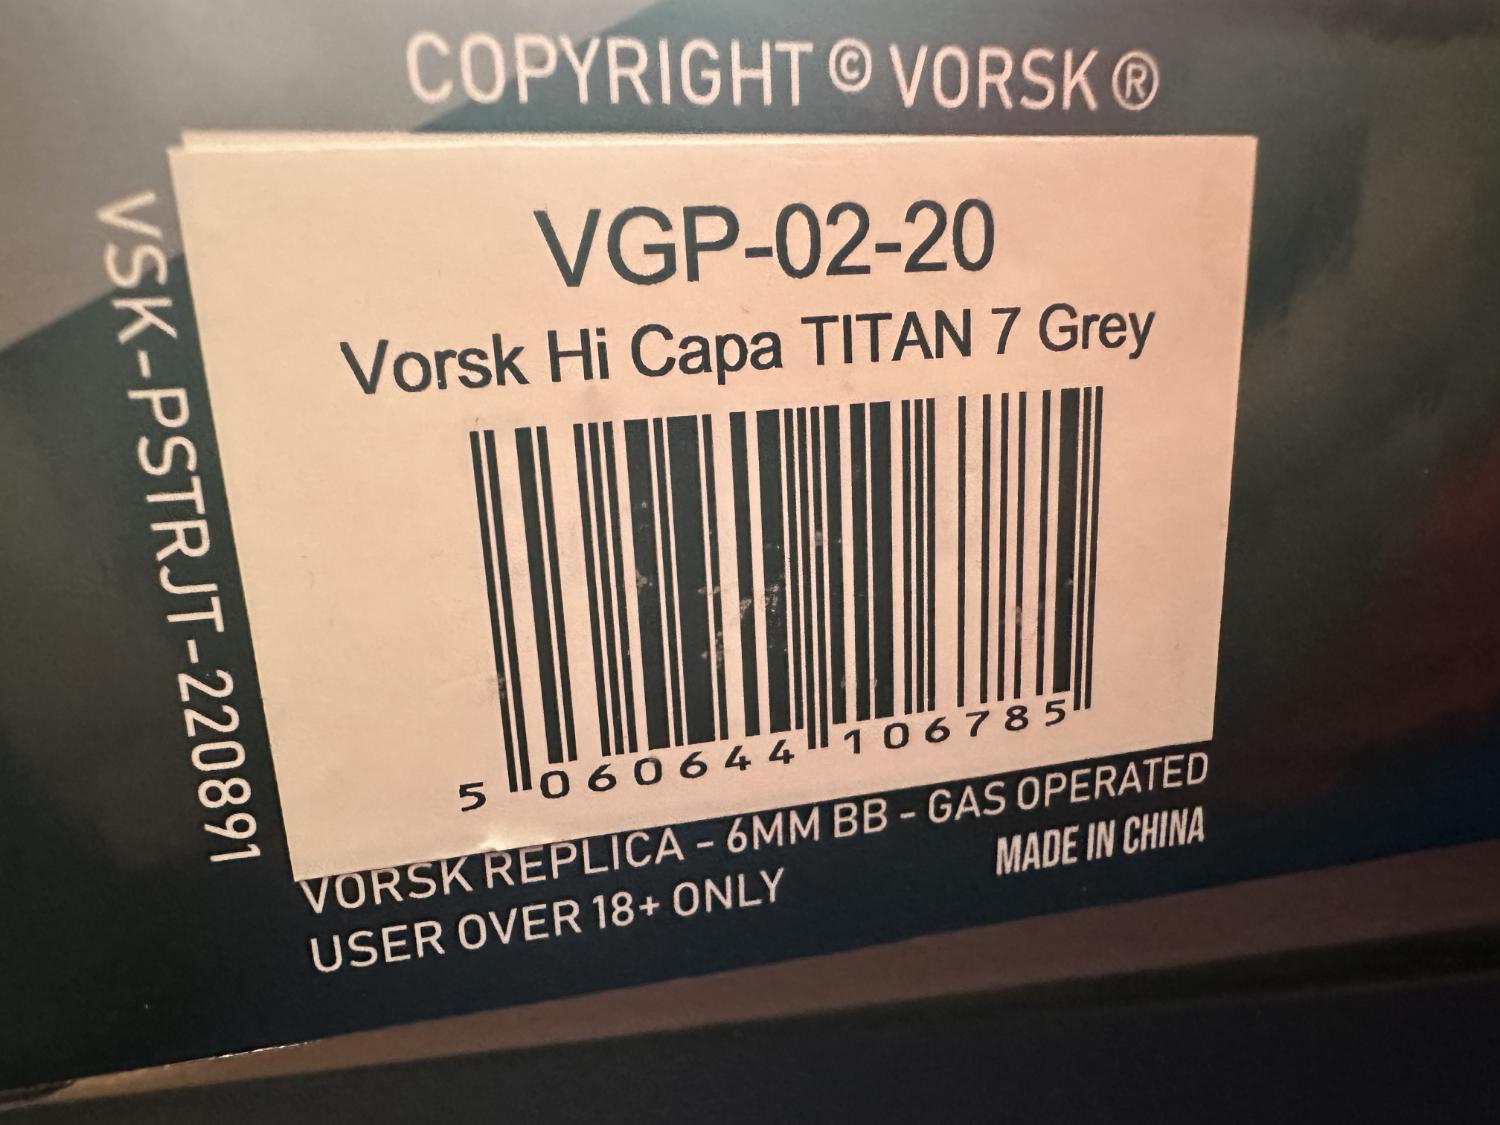 COPYRIGHT © VORSK ®
VSK-PSTRJT-220891
VGP-02-20
Vorsk Hi Capa TITAN 7 Grey
5 060644 106785
VORSK REPLICA - 6MM BB - GAS OPERATED
USER OVER 18+ ONLY
MADE IN CHINA